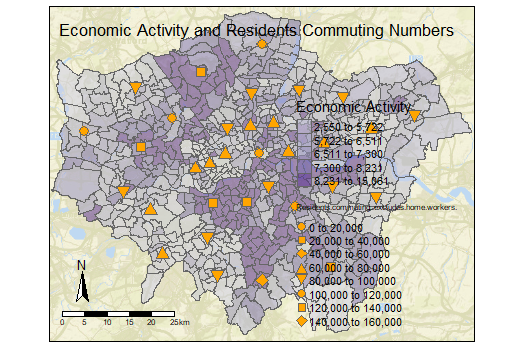 Economic Activity and Residents Commuting Numbers
Economic Activity
2,550 to 5,722
5,722 to 6,511
6,511 to 7,300
7,300 to 8,231
8,231 to 15,661
Residents.commuting.excludes.home.workers.
0 to 20,000
20,000 to 40,000
40,000 to 60,000
60,000 to 80,000
80,000 to 100,000
100,000 to 120,000
120,000 to 140,000
140,000 to 160,000
N
0 5 10 15 20 25km